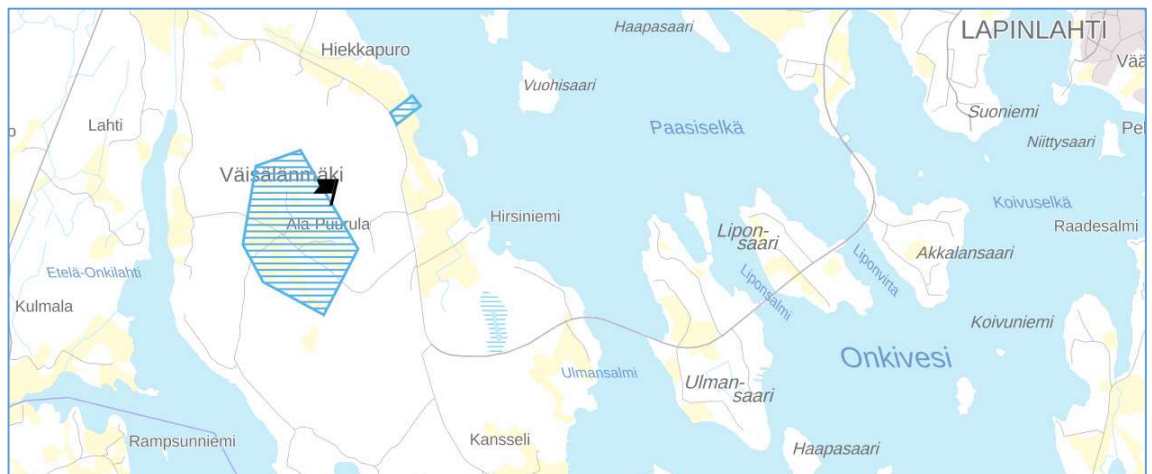 Haapasaari
LAPINLAHTI
Hiekkapuro
Vuohisaari
Suoniemi
Lahti
Paasiselkä
Niittysaari
Väisälänmäki
Koivuselkä
Hirsiniemi
Ala-Puurula
Lipon-
saari
Raadesalmi
Akkalansaari
Liponvirta
Etelä-Onkilahti
Liponsalmi
Kulmala
Koivuniemi
Onkivesi
Ulmansalmi
Ulman-
saari
Rampsunniemi
Kansseli
Haapasaari